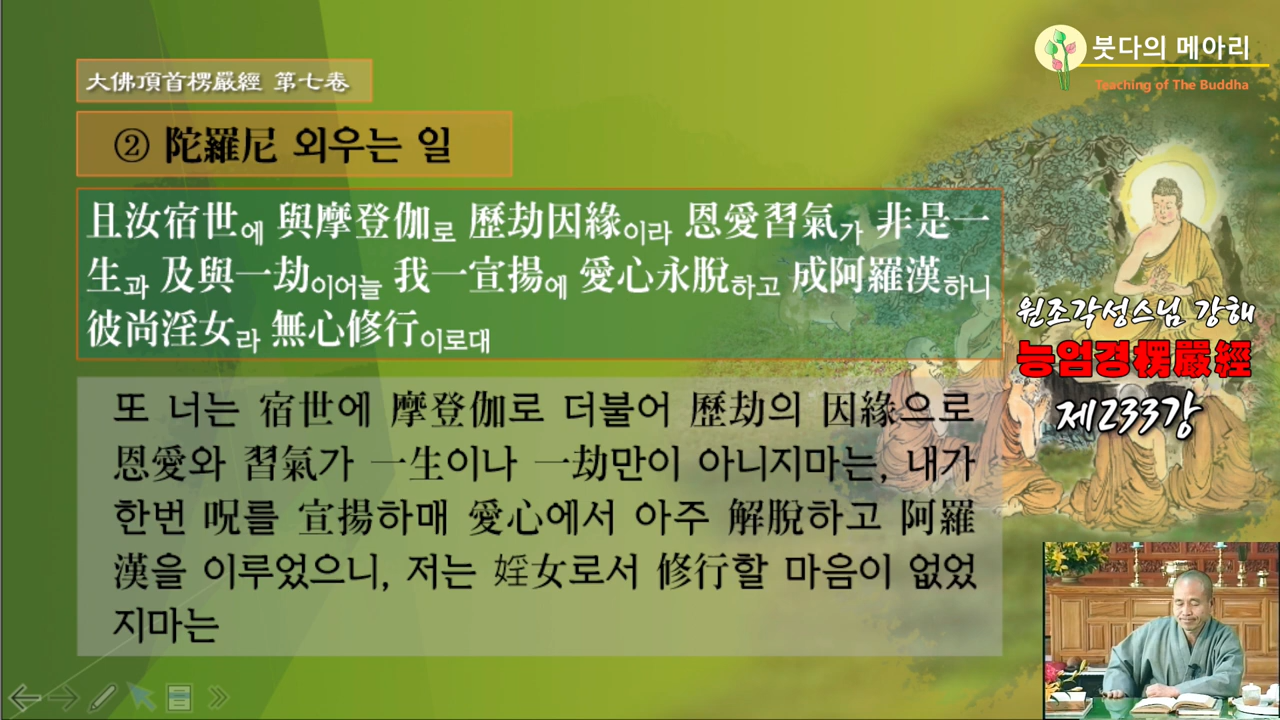 大佛頂首楞嚴經 第七卷
② 陀羅尼 외우는 일
且汝宿世에 與摩登伽로 歷劫因緣이라 恩愛習氣가 非是一
生과 及與一劫이어늘 我一宣揚에 愛心永脫하고 成阿羅漢하니
彼尚淫女라 無心修行이로대
또 너는 宿世에 摩登伽로 더불어 歷劫의 因緣으로
恩愛와 習氣가 一生이나 一劫만이 아니지마는, 내가
한번 呪를 宣揚하매 愛心에서 아주 解脫하고 阿羅
漢을 이루었으니, 저는 婬女로서 修行할 마음이 없었
지마는
붓다의 메아리
Teaching of The Buddha
원조각성스님 강해
능엄경楞嚴經
제233강